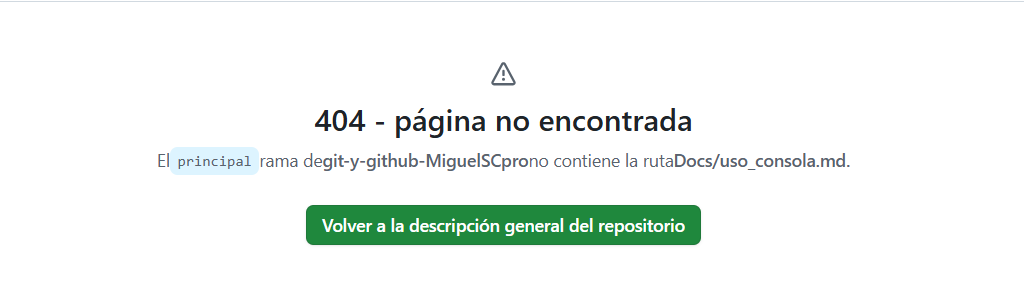 404 - página no encontrada
El principal rama degit-y-github-MiguelSCprono contiene la rutaDocs/uso_consola.md.
Volver a la descripción general del repositorio